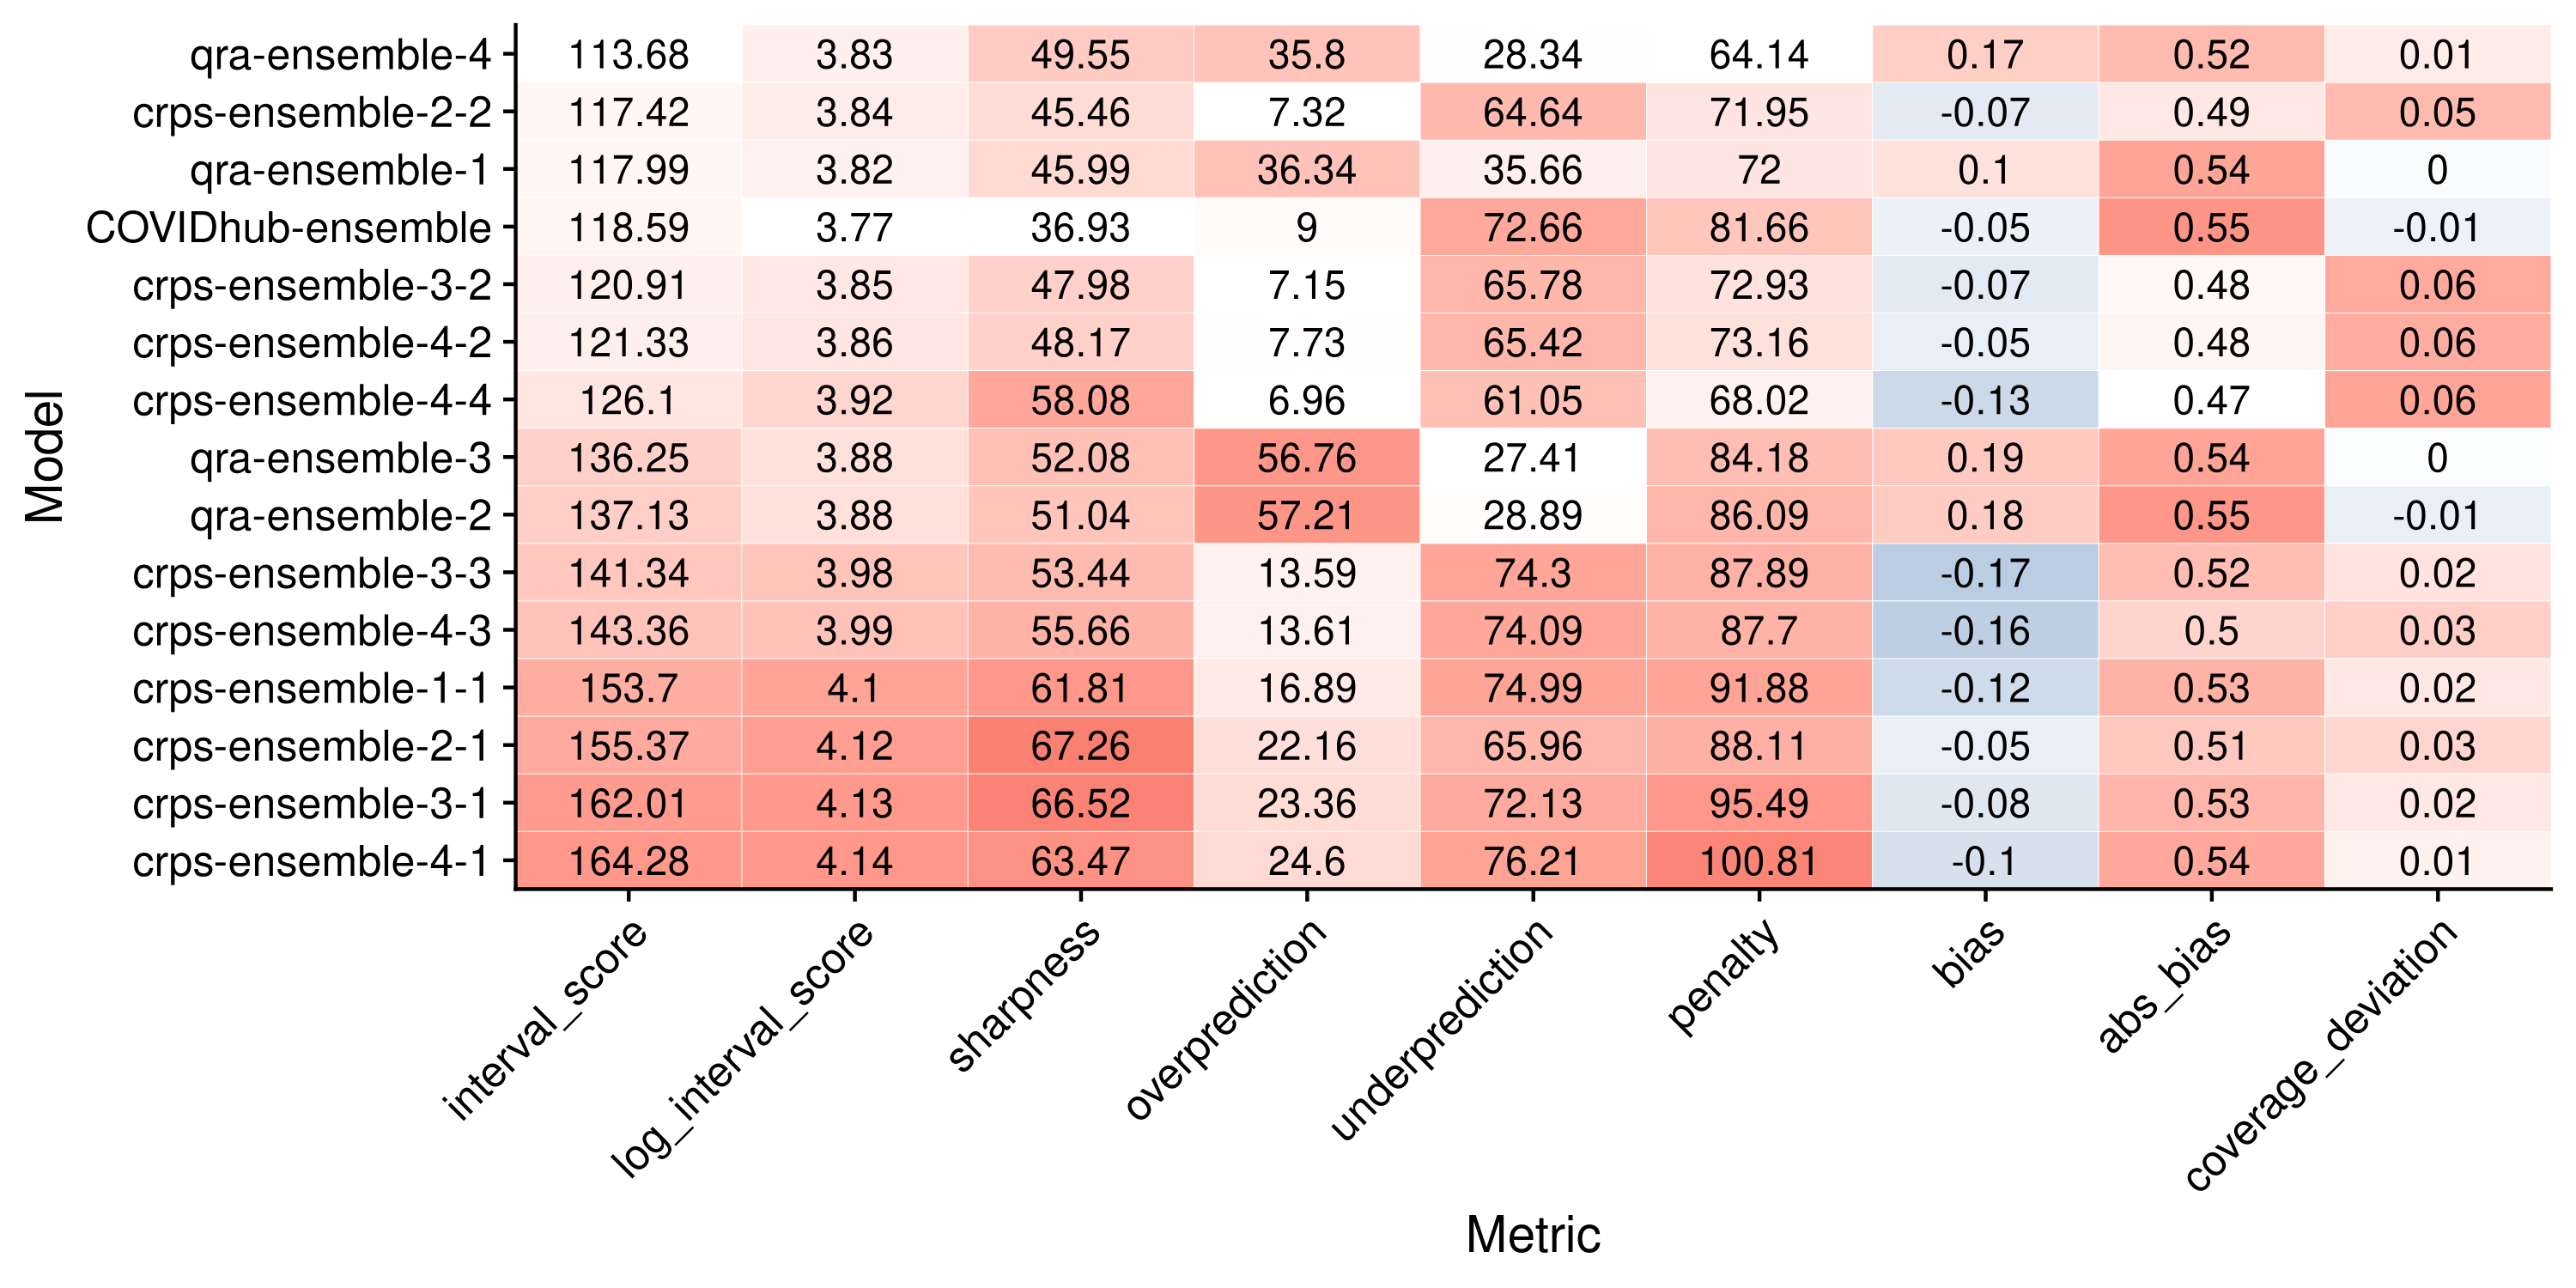 qra-ensemble-4 113.68 3.83 49.55 35.8 28.34 64.14 0.17 0.52 0.01
crps-ensemble-2-2 117.42 3.84 45.46 7.32 64.64 71.95 -0.07 0.49 0.05
qra-ensemble-1 117.99 3.82 45.99 36.34 35.66 72 0.1 0.54 0
COVIDhub-ensemble 118.59 3.77 36.93 9 72.66 81.66 -0.05 0.55 -0.01
crps-ensemble-3-2 120.91 3.85 47.98 7.15 65.78 72.93 -0.07 0.48 0.06
crps-ensemble-4-2 121.33 3.86 48.17 7.73 65.42 73.16 -0.05 0.48 0.06
crps-ensemble-4-4 126.1 3.92 58.08 6.96 61.05 68.02 -0.13 0.47 0.06
qra-ensemble-3 136.25 3.88 52.08 56.76 27.41 84.18 0.19 0.54 0
qra-ensemble-2 137.13 3.88 51.04 57.21 28.89 86.09 0.18 0.55 -0.01
crps-ensemble-3-3 141.34 3.98 53.44 13.59 74.3 87.89 -0.17 0.52 0.02
crps-ensemble-4-3 143.36 3.99 55.66 13.61 74.09 87.7 -0.16 0.5 0.03
crps-ensemble-1-1 153.7 4.1 61.81 16.89 74.99 91.88 -0.12 0.53 0.02
crps-ensemble-2-1 155.37 4.12 67.26 22.16 65.96 88.11 -0.05 0.51 0.03
crps-ensemble-3-1 162.01 4.13 66.52 23.36 72.13 95.49 -0.08 0.53 0.02
crps-ensemble-4-1 164.28 4.14 63.47 24.6 76.21 100.81 -0.1 0.54 0.01
Model
interval_score
log_interval_score
sharpness
overprediction
underprediction
penalty
bias
abs_bias
coverage_deviation
Metric